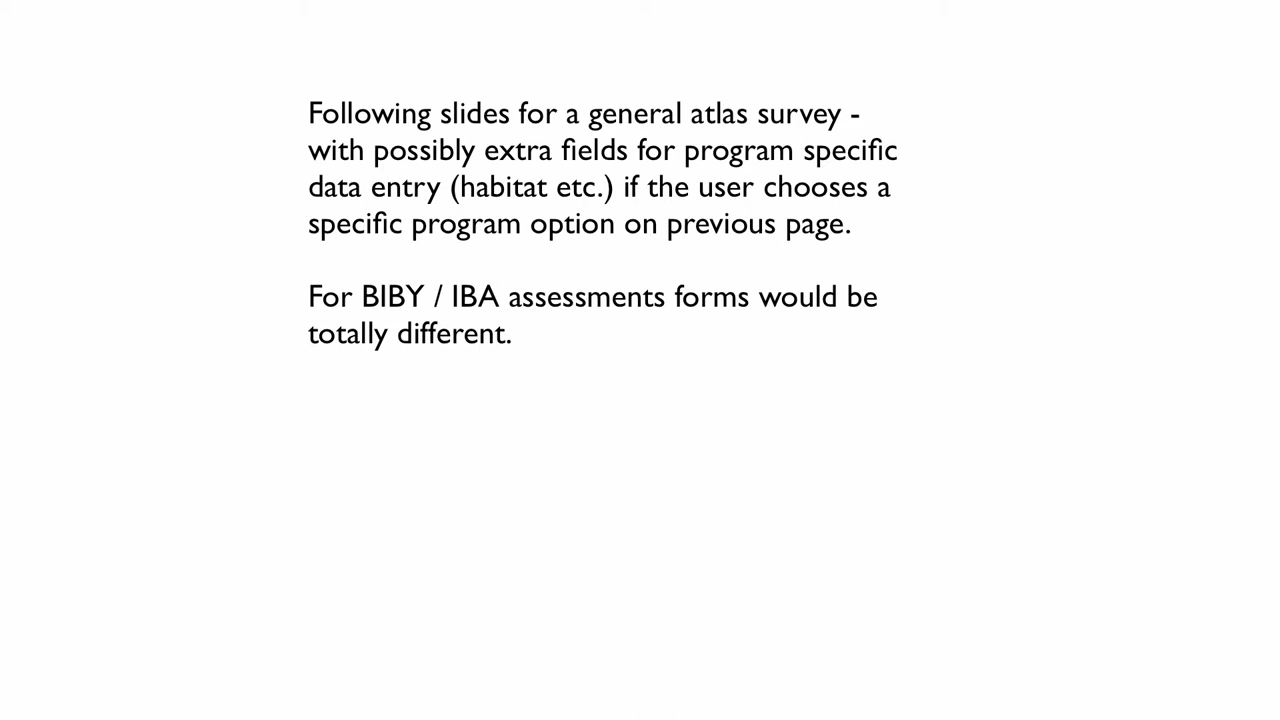 Following slides for a general atlas survey -
with possibly extra fields for program specific
data entry (habitat etc.) if the user chooses a
specific program option on previous page.
For BIBY / IBA assessments forms would be
totally different.